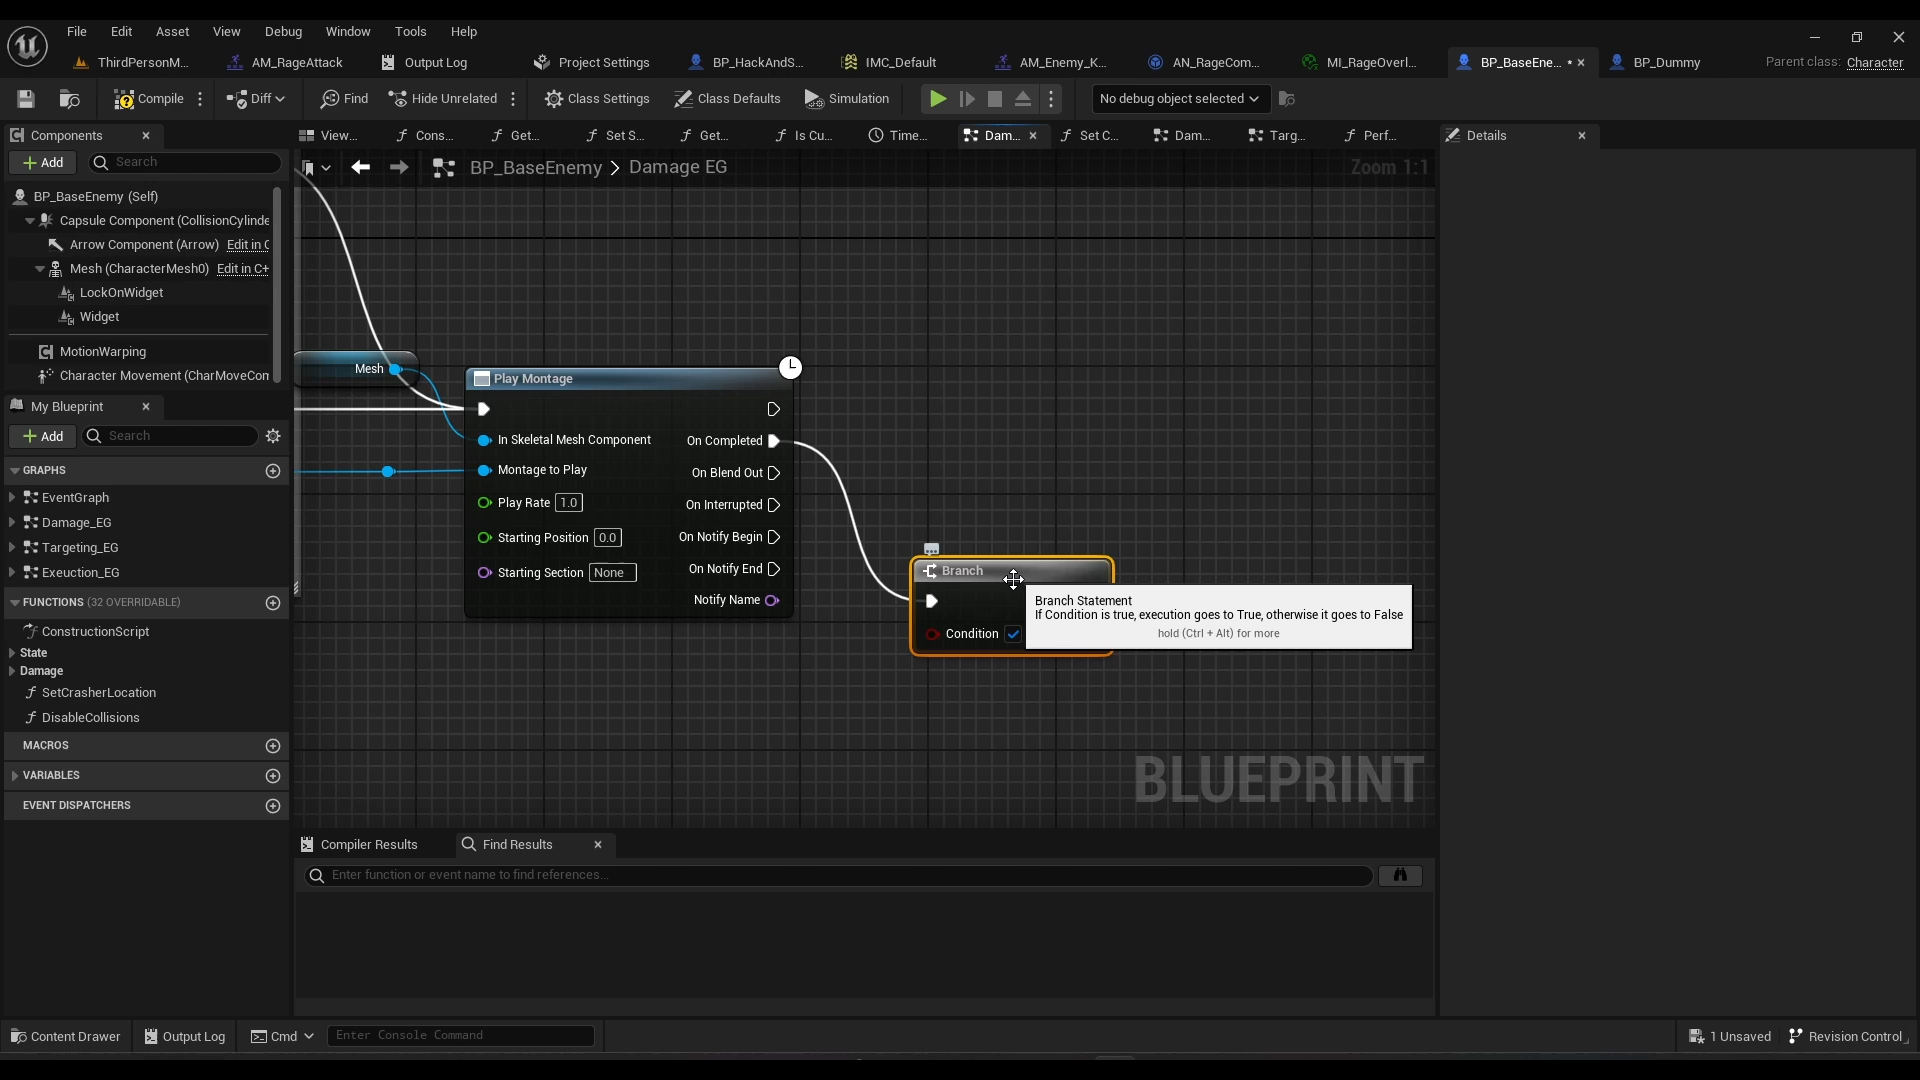 File Edit Asset View Debug Window Tools Help
ThirdPersonM... AM_RageAttack Output Log Project Settings BP_HackAndS... IMC_Default AM_Enemy_K... AN_RageCom... MI_RageOverl... BP_BaseEne... • BP_Dummy Parent class: Character
Compile Diff Find Hide Unrelated Class Settings Class Defaults Simulation No debug object selected
Components View... Cons... Get... Set S... Get... Is Cu... Time... Dam... Set C... Dam... Targ... Perf... Details
Add Search
BP_BaseEnemy > Damage EG Zoom 1:1
BP_BaseEnemy (Self)
Capsule Component (CollisionCylinde
Arrow Component (Arrow) Edit in C
Mesh (CharacterMesh0) Edit in C+
LockOnWidget
Widget
MotionWarping
Character Movement (CharMoveCom
My Blueprint
Add Search
GRAPHS
EventGraph
Damage_EG
Targeting_EG
Exeuction_EG
FUNCTIONS (32 OVERRIDABLE)
ConstructionScript
State
Damage
SetCrasherLocation
DisableCollisions
MACROS
VARIABLES
EVENT DISPATCHERS
Mesh
Play Montage
In Skeletal Mesh Component On Completed
Montage to Play On Blend Out
Play Rate 1.0 On Interrupted
Starting Position 0.0 On Notify Begin
Starting Section None On Notify End
Notify Name
Branch
Condition
Branch Statement
If Condition is true, execution goes to True, otherwise it goes to False
hold (Ctrl + Alt) for more
BLUEPRINT
Compiler Results Find Results
Enter function or event name to find references...
Content Drawer Output Log Cmd Enter Console Command 1 Unsaved Revision Control